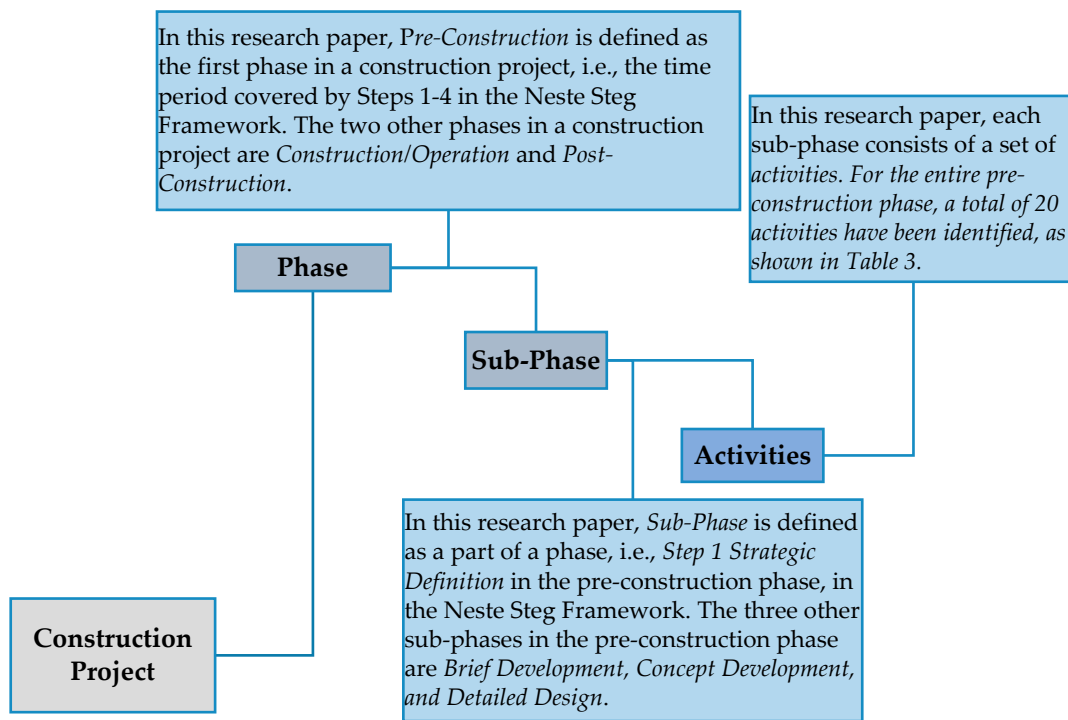 In this research paper, Pre-Construction is defined as
the first phase in a construction project, i.e., the time
period covered by Steps 1-4 in the Neste Steg
Framework. The two other phases in a construction
project are Construction/Operation and Post-
Construction.
In this research paper, each
sub-phase consists of a set of
activities. For the entire pre-
construction phase, a total of 20
activities have been identified, as
shown in Table 3.
Phase
Sub-Phase
Activities
In this research paper, Sub-Phase is defined
as a part of a phase, i.e., Step 1 Strategic
Definition in the pre-construction phase, in
the Neste Steg Framework. The three other
sub-phases in the pre-construction phase
are Brief Development, Concept Development,
and Detailed Design.
Construction
Project